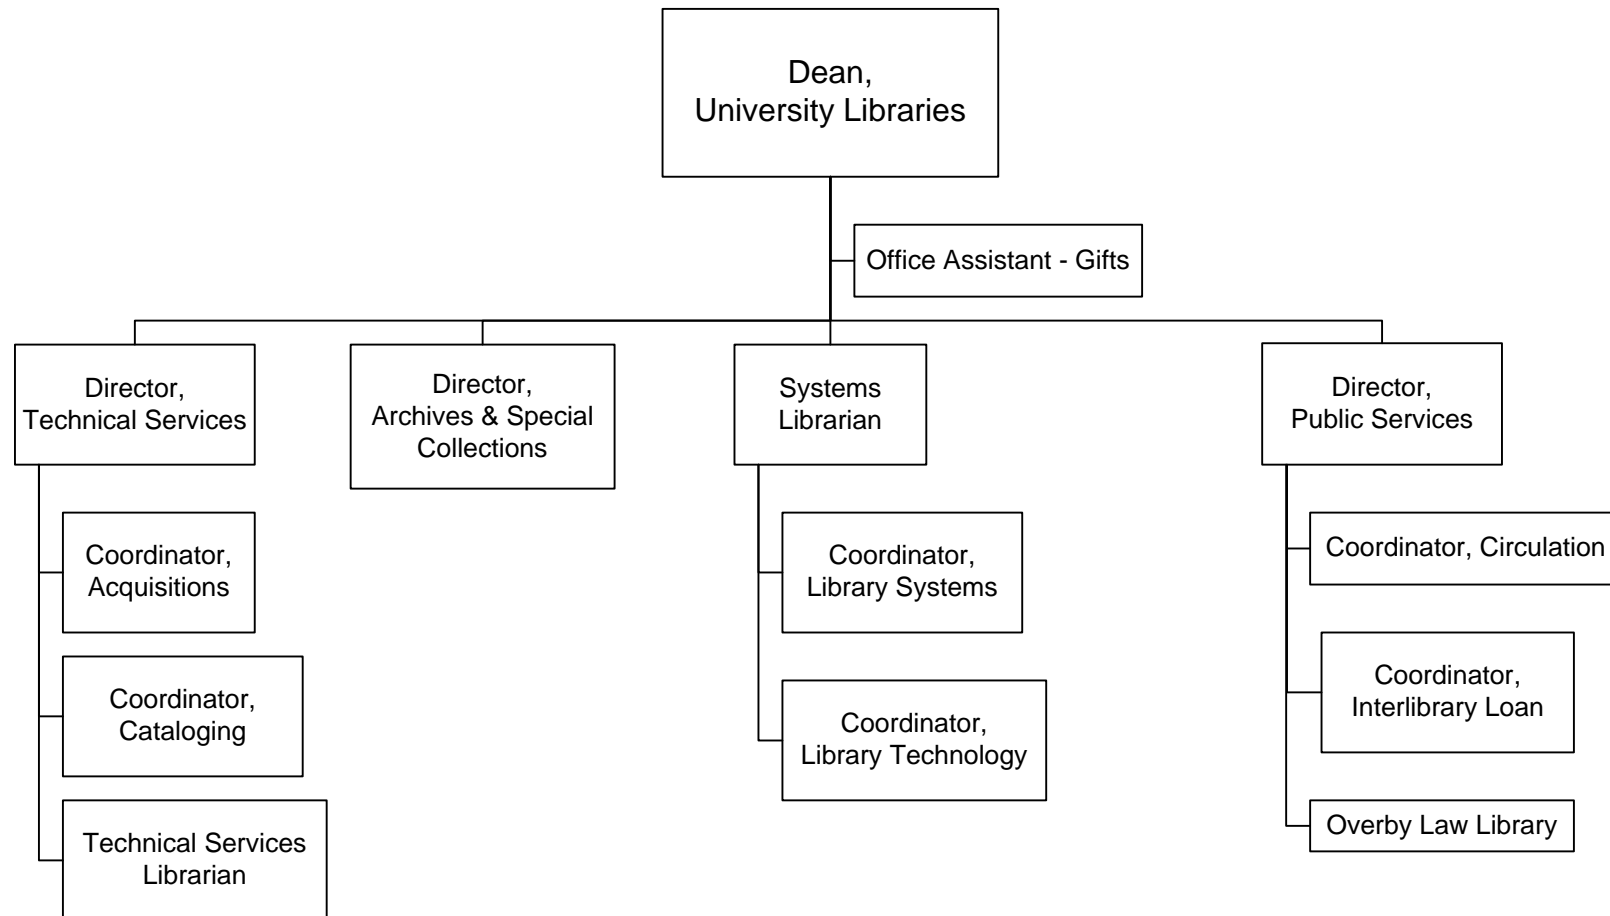 Dean,
University Libraries
Office Assistant - Gifts
Director,
Technical Services
Director,
Archives & Special
Collections
Systems
Librarian
Director,
Public Services
Coordinator,
Acquisitions
Coordinator,
Cataloging
Technical Services
Librarian
Coordinator,
Library Systems
Coordinator,
Library Technology
Coordinator, Circulation
Coordinator,
Interlibrary Loan
Overby Law Library